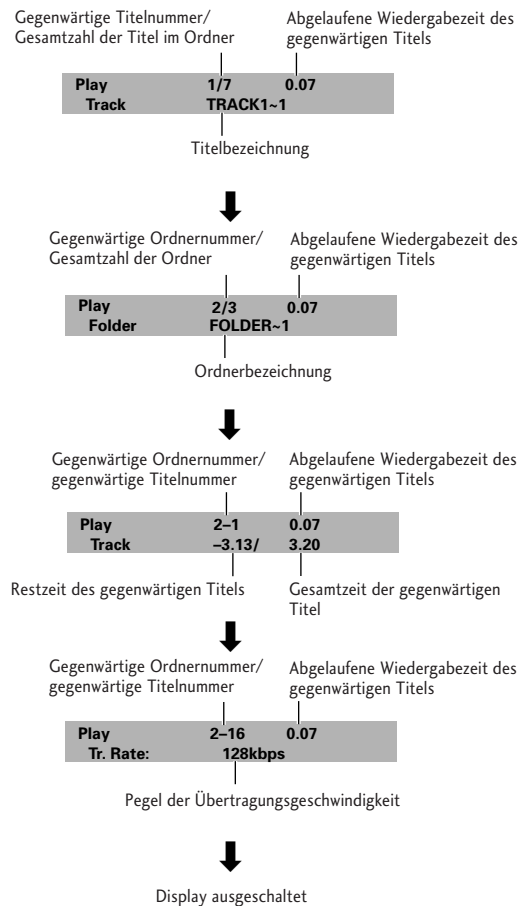 Gegenwärtige Titelnummer/
Gesamtzahl der Titel im Ordner
Abgelaufene Wiedergabezeit des
gegenwärtigen Titels
Play 1/7 0.07
Track TRACK1~1
Titelbezeichnung
Gegenwärtige Ordnernummer/
Gesamtzahl der Ordner
Abgelaufene Wiedergabezeit des
gegenwärtigen Titels
Play 2/3 0.07
Folder FOLDER~1
Ordnerbezeichnung
Gegenwärtige Ordnernummer/
gegenwärtige Titelnummer
Abgelaufene Wiedergabezeit des
gegenwärtigen Titels
Play 2–1 0.07
Track –3.13/ 3.20
Restzeit des gegenwärtigen Titels
Gesamtzeit der gegenwärtigen
Titel
Gegenwärtige Ordnernummer/
gegenwärtige Titelnummer
Abgelaufene Wiedergabezeit des
gegenwärtigen Titels
Play 2–16 0.07
Tr. Rate: 128kbps
Pegel der Übertragungsgeschwindigkeit
Display ausgeschaltet